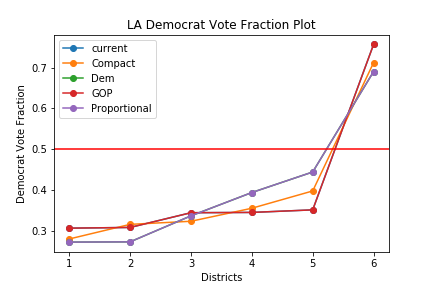 LA Democrat Vote Fraction Plot
current
Compact
Dem
GOP
Proportional
Democrat Vote Fraction
0.7
0.6
0.5
0.4
0.3
1 2 3 4 5 6
Districts